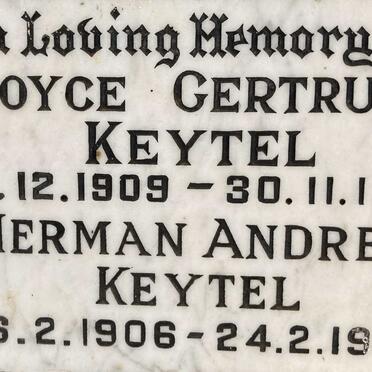 n Loving Memory
OYCE GERTRU
KEYTEL
.12.1909 – 30.11.1
HERMAN ANDRE
KEYTEL
6.2.1906 - 24.2.19